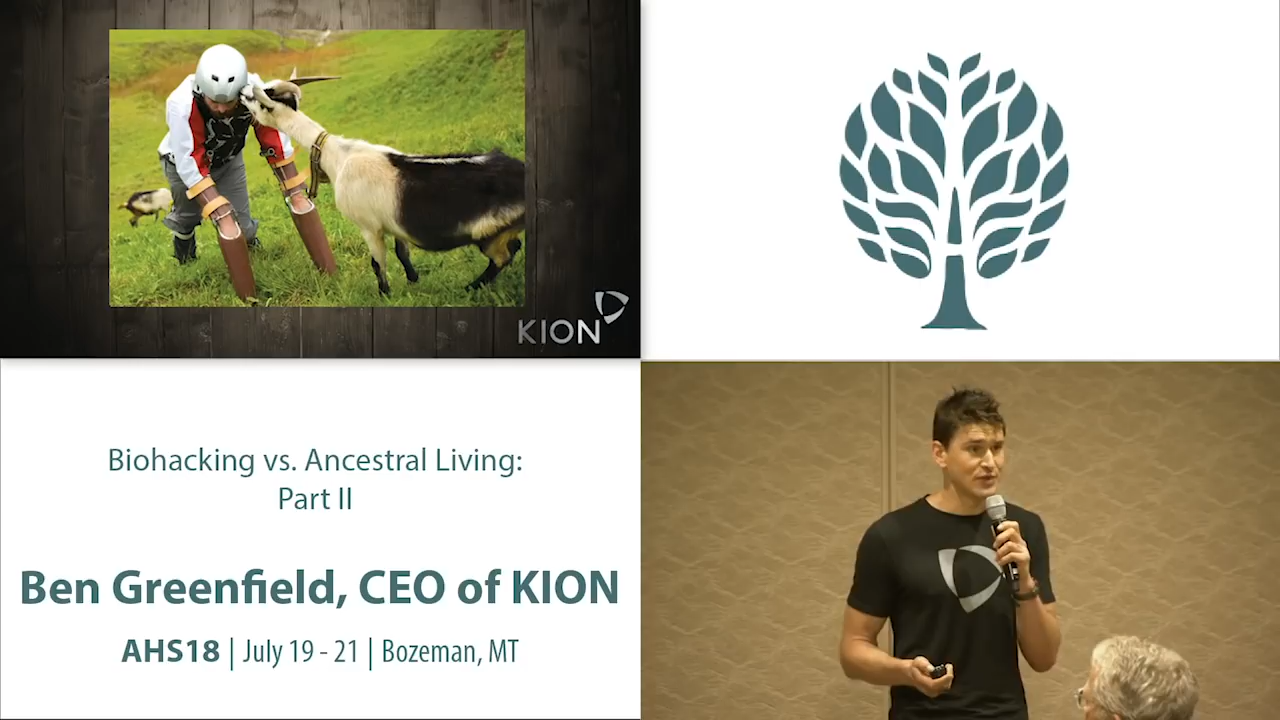 KION
Biohacking vs. Ancestral Living:
Part II
Ben Greenfield, CEO of KION
AHS18 | July 19 - 21 | Bozeman, MT